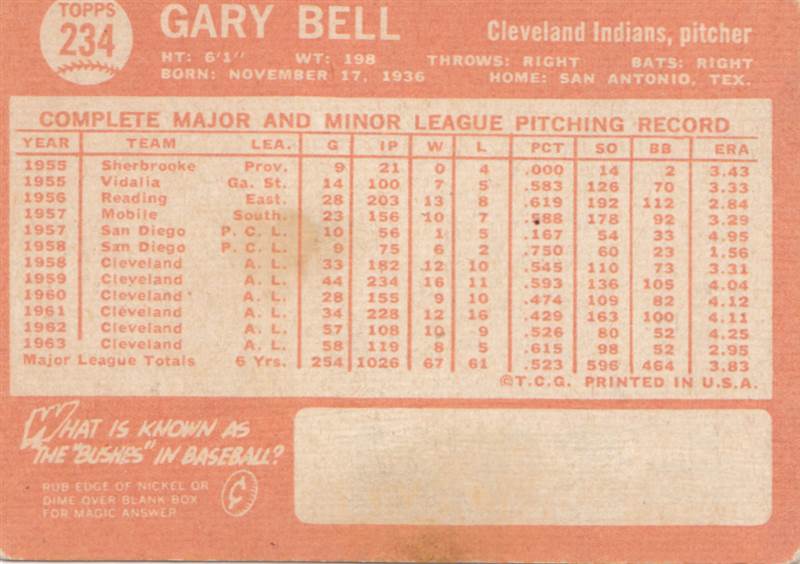 TOPPS
234
GARY BELL
Cleveland Indians, pitcher
HT: 6'1" WT: 198 THROWS: RIGHT BATS: RIGHT
BORN: NOVEMBER 17, 1936 HOME: SAN ANTONIO, TEX.
COMPLETE MAJOR AND MINOR LEAGUE PITCHING RECORD
YEAR TEAM LEA. G IP W L PCT SO BB ERA
1955 Sherbrooke Prov. 9 21 0 4 .000 14 2 3.43
1955 Vidalia Ga. St. 14 100 7 5 .583 126 70 3.33
1956 Reading East. 28 203 13 8 .619 192 112 2.84
1957 Mobile South. 23 156 10 7 .588 178 92 3.29
1957 San Diego P. C. L. 10 56 1 5 .167 54 33 4.95
1958 San Diego P. C. L. 9 75 6 2 .750 60 23 1.56
1958 Cleveland A. L. 33 182 12 10 .545 110 73 3.31
1959 Cleveland A. L. 44 234 16 11 .593 136 105 4.04
1960 Cleveland A. L. 28 155 9 10 .474 109 82 4.12
1961 Cleveland A. L. 34 228 12 16 .429 163 100 4.11
1962 Cleveland A. L. 57 108 10 9 .526 80 52 4.25
1963 Cleveland A. L. 58 119 8 5 .615 98 52 2.95
Major League Totals 6 Yrs. 254 1026 67 61 .523 596 464 3.83
©T.C.G. PRINTED IN U.S.A.
WHAT IS KNOWN AS
THE "BUSHES" IN BASEBALL?
RUB EDGE OF NICKEL OR
DIME OVER BLANK BOX
FOR MAGIC ANSWER